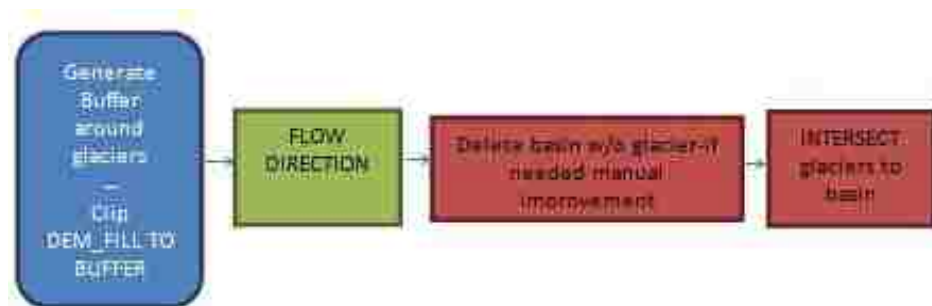 Generate
Buffer
around
glaciers
–
Clip
DEM_FILL TO
BUFFER
FLOW
DIRECTION
Delete basin w/o glacier-if
needed manual
improvement
INTERSECT
glaciers to
basin